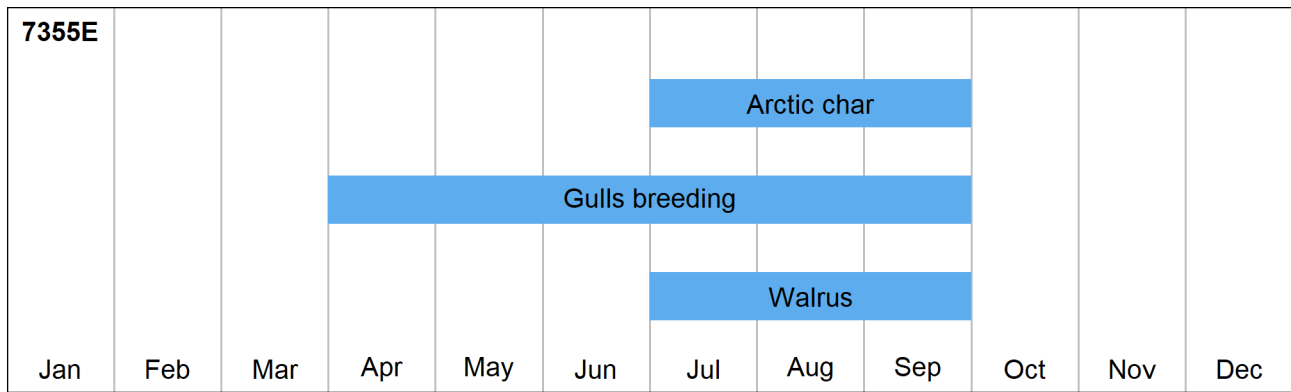 7355E
Arctic char
Gulls breeding
Walrus
Jan Feb Mar Apr May Jun Jul Aug Sep Oct Nov Dec